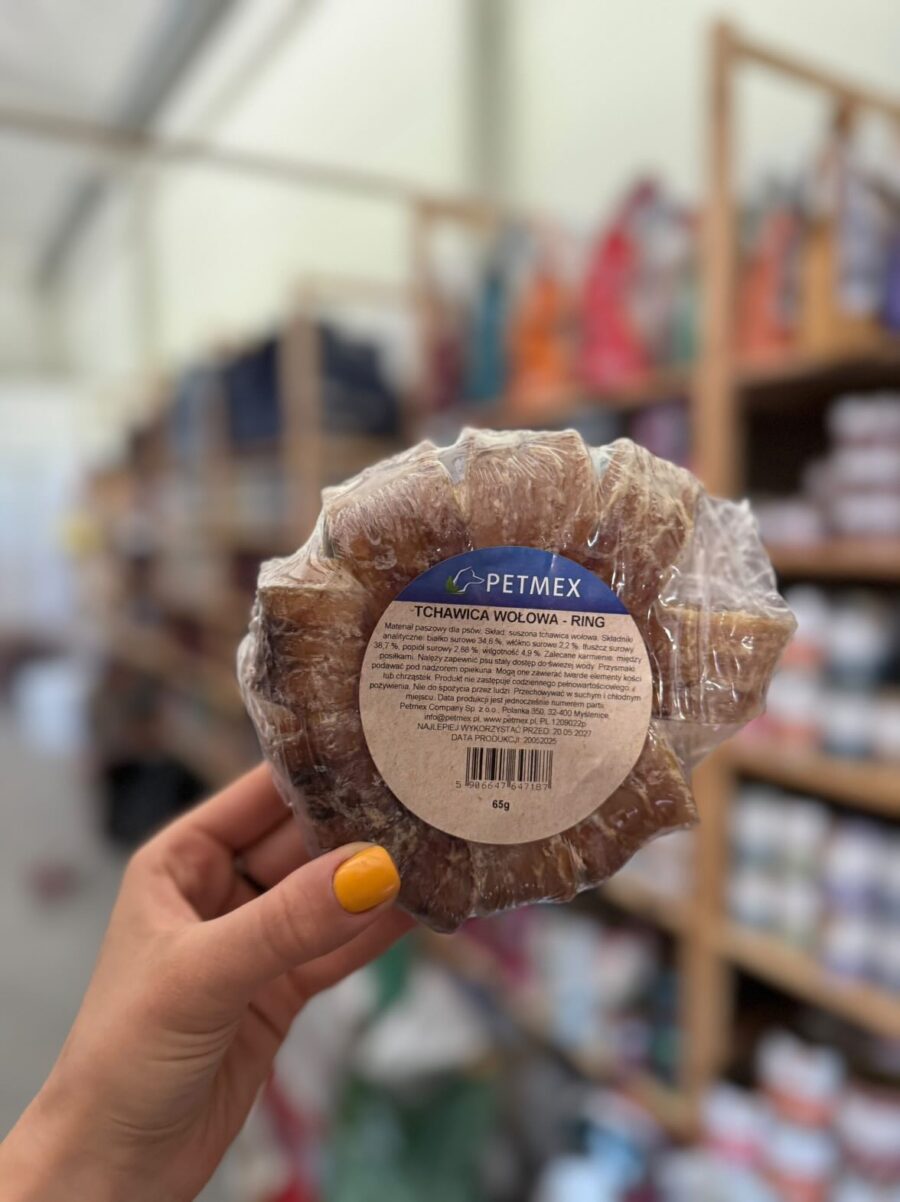 PETMEX
TCHAWICA WOŁOWA - RING
Materiał paszowy dla psów. Skład: suszona tchawica wołowa. Składniki
analityczne: białko surowe 34,6 %, włókno surowe 2,2 %, tłuszcz surowy
38,7 %, popiół surowy 2,88 %, wilgotność 4,9 %. Zalecane karmienie: między
posiłkami. Należy zapewnić psu stały dostęp do świeżej wody. Przysmaki
podawać pod nadzorem opiekuna. Mogą one zawierać twarde elementy kości
lub chrząstek. Produkt nie zastępuje codziennego pełnowartościowego
pożywienia. Nie do spożycia przez ludzi. Przechowywać w suchym i chłodnym
miejscu. Data produkcji jest jednocześnie numerem partii.
Petmex Company Sp. z o.o., Polanka 350, 32-400 Myślenice,
info@petmex.pl, www.petmex.pl, PL 1209022p
NAJLEPIEJ WYKORZYSTAĆ PRZED: 20.05.2027
DATA PRODUKCJI: 20052025
5 906647 647187
65g